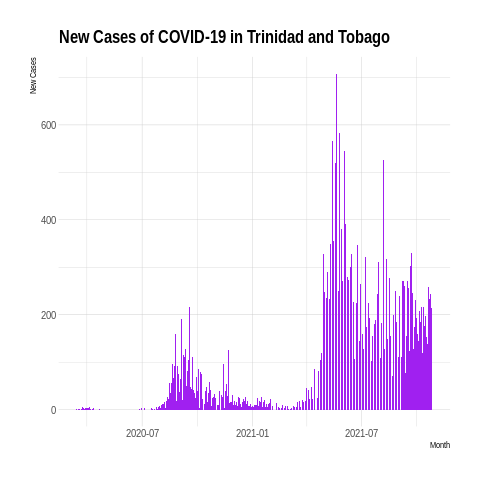 New Cases of COVID-19 in Trinidad and Tobago
New Cases
600
400
200
0
2020-07 2021-01 2021-07
Month